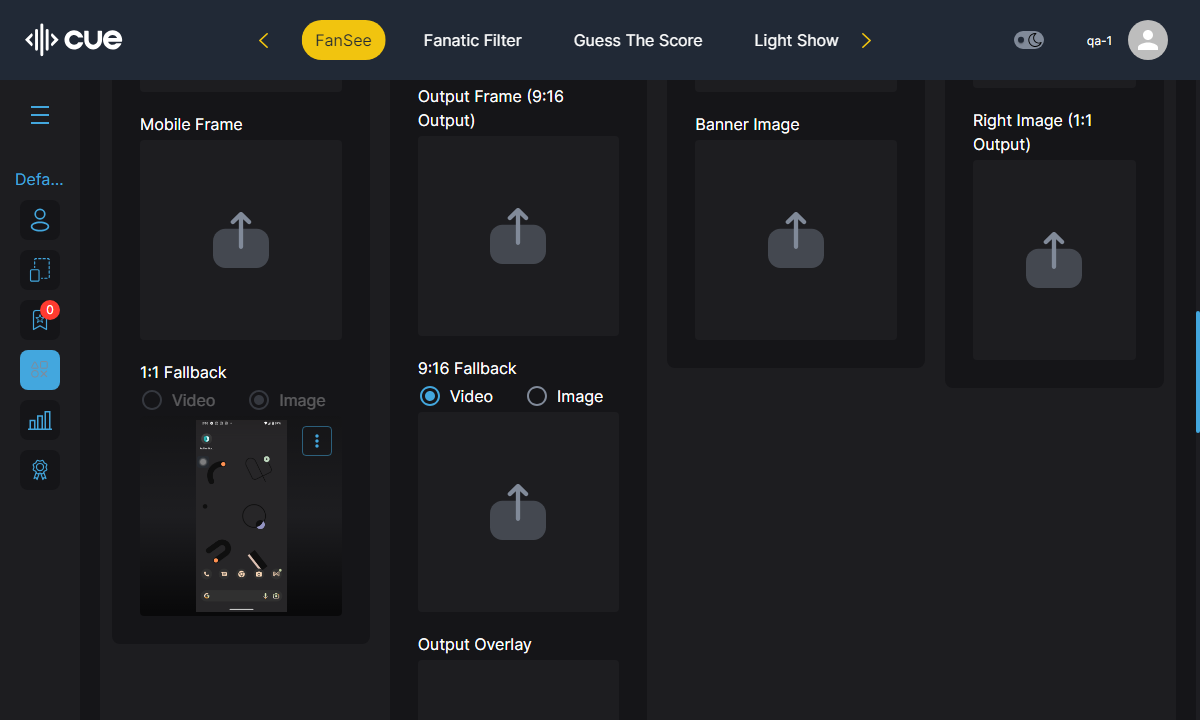 cue
FanSee
Fanatic Filter
Guess The Score
Light Show
qa-1
Defa...
0
Mobile Frame
1:1 Fallback
Video
Image
Output Frame (9:16
Output)
9:16 Fallback
Video
Image
Output Overlay
Banner Image
Right Image (1:1
Output)